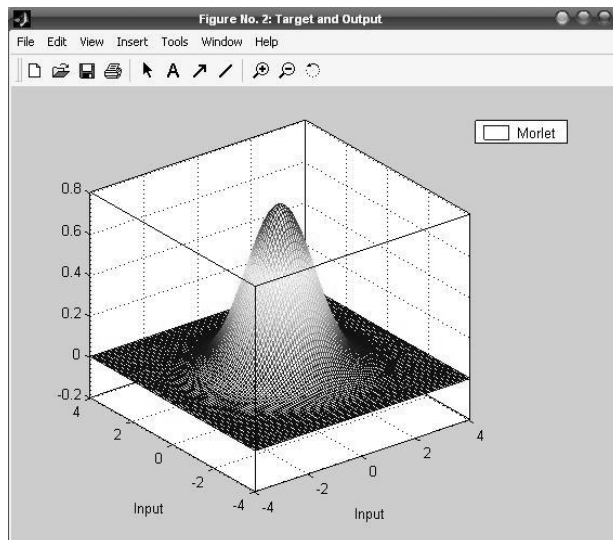 Figure No. 2: Target and Output
File Edit View Insert Tools Window Help
A
Morlet
0.8
0.6
0.4
0.2
0
-0.2
4
2
0
-2
-4
-4
-2
0
2
4
Input
Input